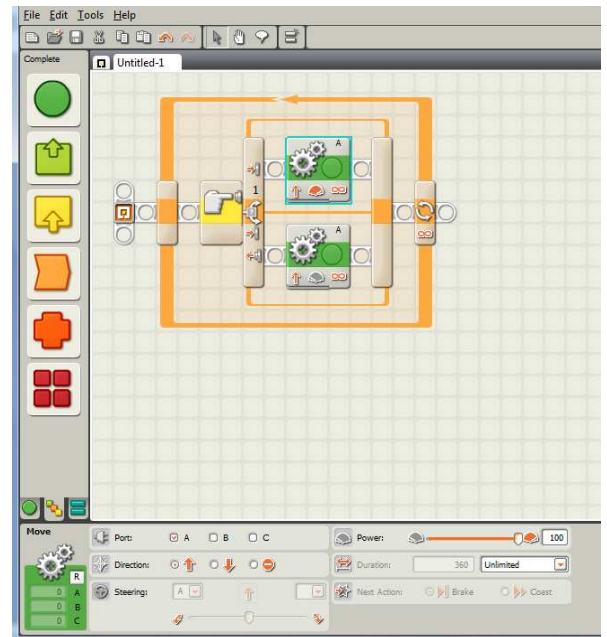 File Edit Tools Help
Complete
Untitled-1
A
1
A
Move
R
0 A
0 B
0 C
Port: A B C
Direction:
Steering: A
Power: 100
Duration: 360 Unlimited
Next Action: Brake Coast